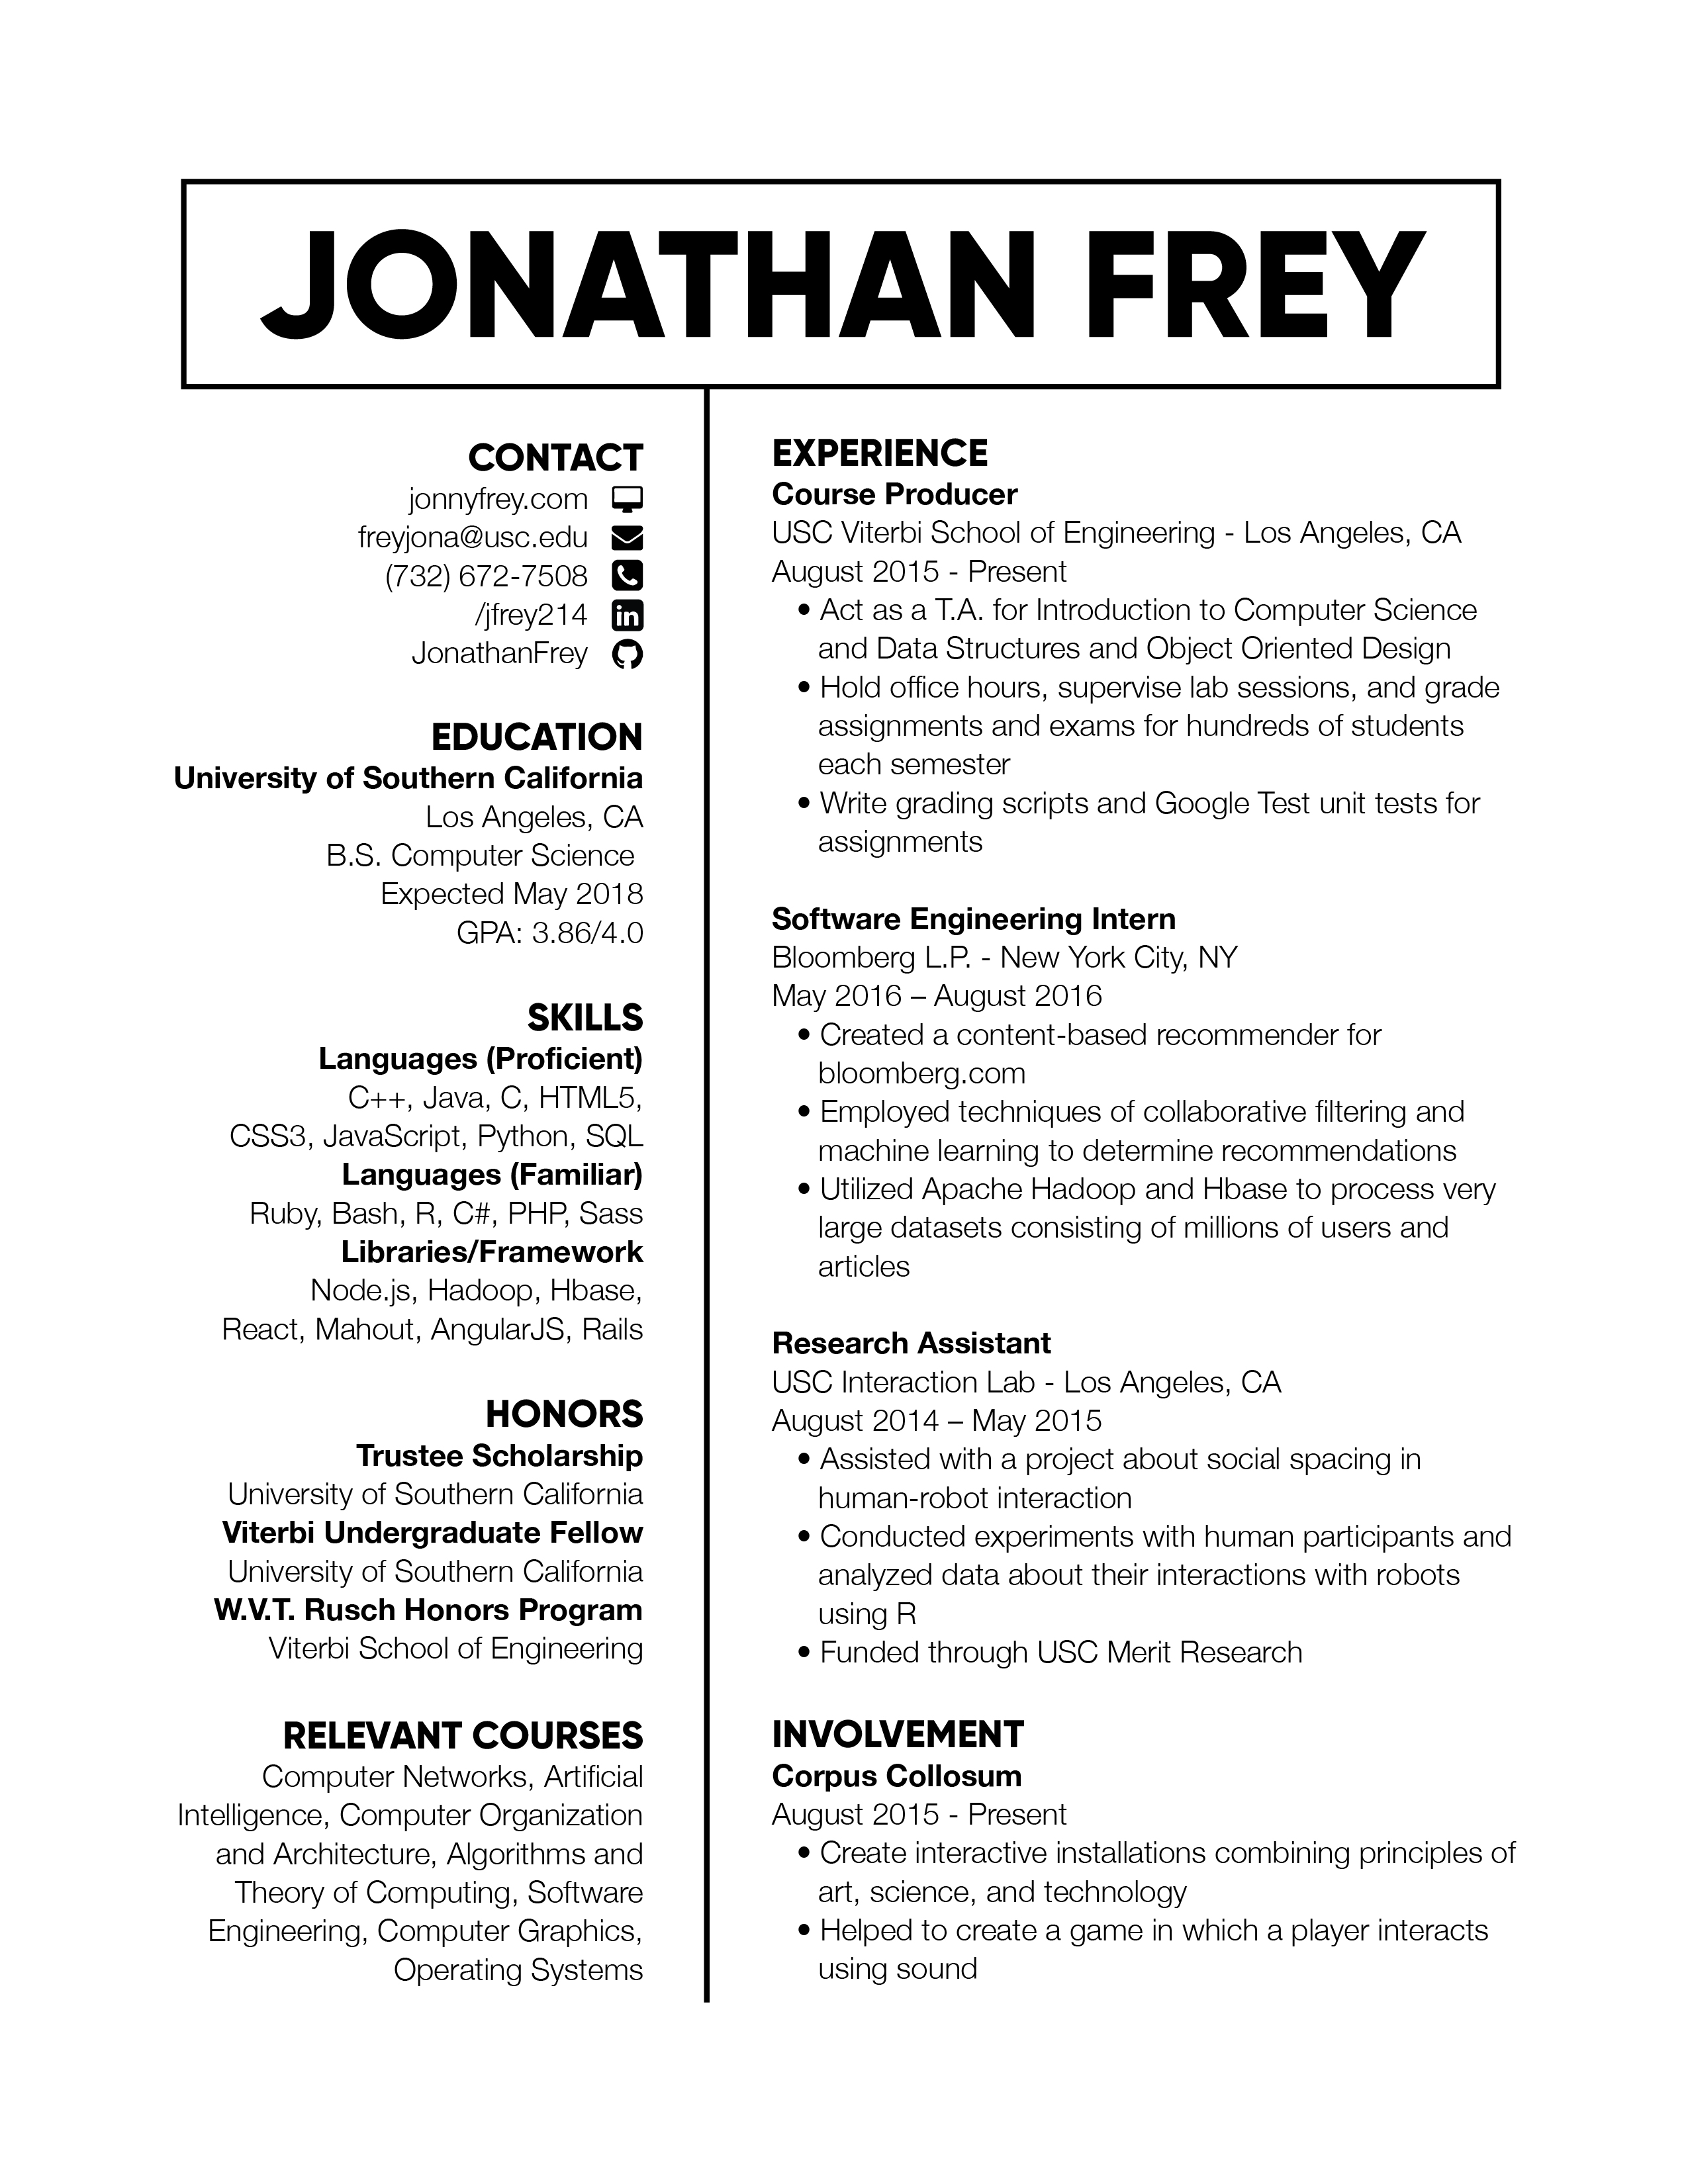 JONATHAN FREY
CONTACT
jonnyfrey.com
freyjona@usc.edu
(732) 672-7508
/jfrey214
JonathanFrey
EDUCATION
University of Southern California
Los Angeles, CA
B.S. Computer Science
Expected May 2018
GPA: 3.86/4.0
SKILLS
Languages (Proficient)
C++, Java, C, HTML5,
CSS3, JavaScript, Python, SQL
Languages (Familiar)
Ruby, Bash, R, C#, PHP, Sass
Libraries/Framework
Node.js, Hadoop, Hbase,
React, Mahout, AngularJS, Rails
HONORS
Trustee Scholarship
University of Southern California
Viterbi Undergraduate Fellow
University of Southern California
W.V.T. Rusch Honors Program
Viterbi School of Engineering
RELEVANT COURSES
Computer Networks, Artificial
Intelligence, Computer Organization
and Architecture, Algorithms and
Theory of Computing, Software
Engineering, Computer Graphics,
Operating Systems
EXPERIENCE
Course Producer
USC Viterbi School of Engineering - Los Angeles, CA
August 2015 - Present
• Act as a T.A. for Introduction to Computer Science
and Data Structures and Object Oriented Design
• Hold office hours, supervise lab sessions, and grade
assignments and exams for hundreds of students
each semester
• Write grading scripts and Google Test unit tests for
assignments
Software Engineering Intern
Bloomberg L.P. - New York City, NY
May 2016 – August 2016
• Created a content-based recommender for
bloomberg.com
• Employed techniques of collaborative filtering and
machine learning to determine recommendations
• Utilized Apache Hadoop and Hbase to process very
large datasets consisting of millions of users and
articles
Research Assistant
USC Interaction Lab - Los Angeles, CA
August 2014 – May 2015
• Assisted with a project about social spacing in
human-robot interaction
• Conducted experiments with human participants and
analyzed data about their interactions with robots
using R
• Funded through USC Merit Research
INVOLVEMENT
Corpus Collosum
August 2015 - Present
• Create interactive installations combining principles of
art, science, and technology
• Helped to create a game in which a player interacts
using sound